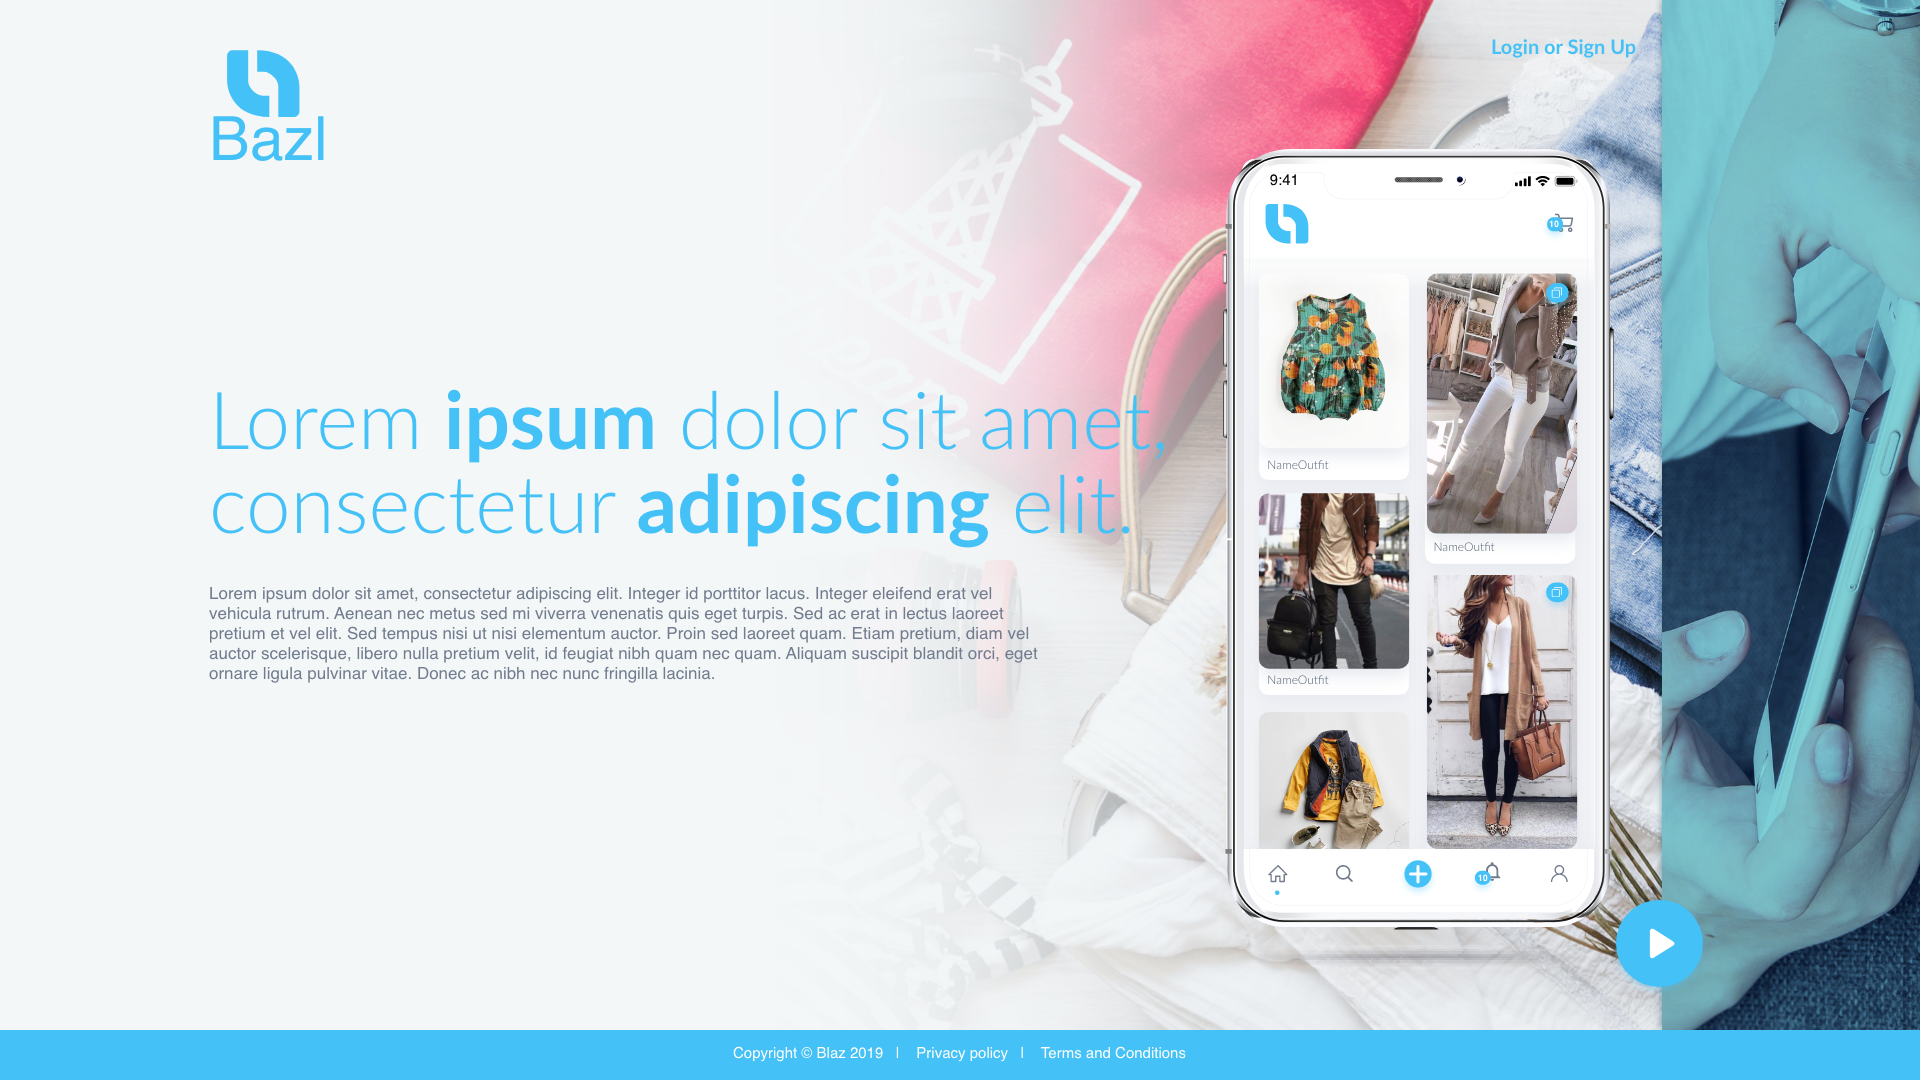 Login or Sign Up
Bazl
Lorem ipsum dolor sit amet,
consectetur adipiscing elit.
Lorem ipsum dolor sit amet, consectetur adipiscing elit. Integer id porttitor lacus. Integer eleifend erat vel
vehicula rutrum. Aenean nec metus sed mi viverra venenatis quis eget turpis. Sed ac erat in lectus laoreet
pretium et vel elit. Sed tempus nisi ut nisi elementum auctor. Proin sed laoreet quam. Etiam pretium, diam vel
auctor scelerisque, libero nulla pretium velit, id feugiat nibh quam nec quam. Aliquam suscipit blandit orci, eget
ornare ligula pulvinar vitae. Donec ac nibh nec nunc fringilla lacinia.
9:41
10
NameOutfit
NameOutfit
NameOutfit
10
Copyright © Blaz 2019 | Privacy policy | Terms and Conditions